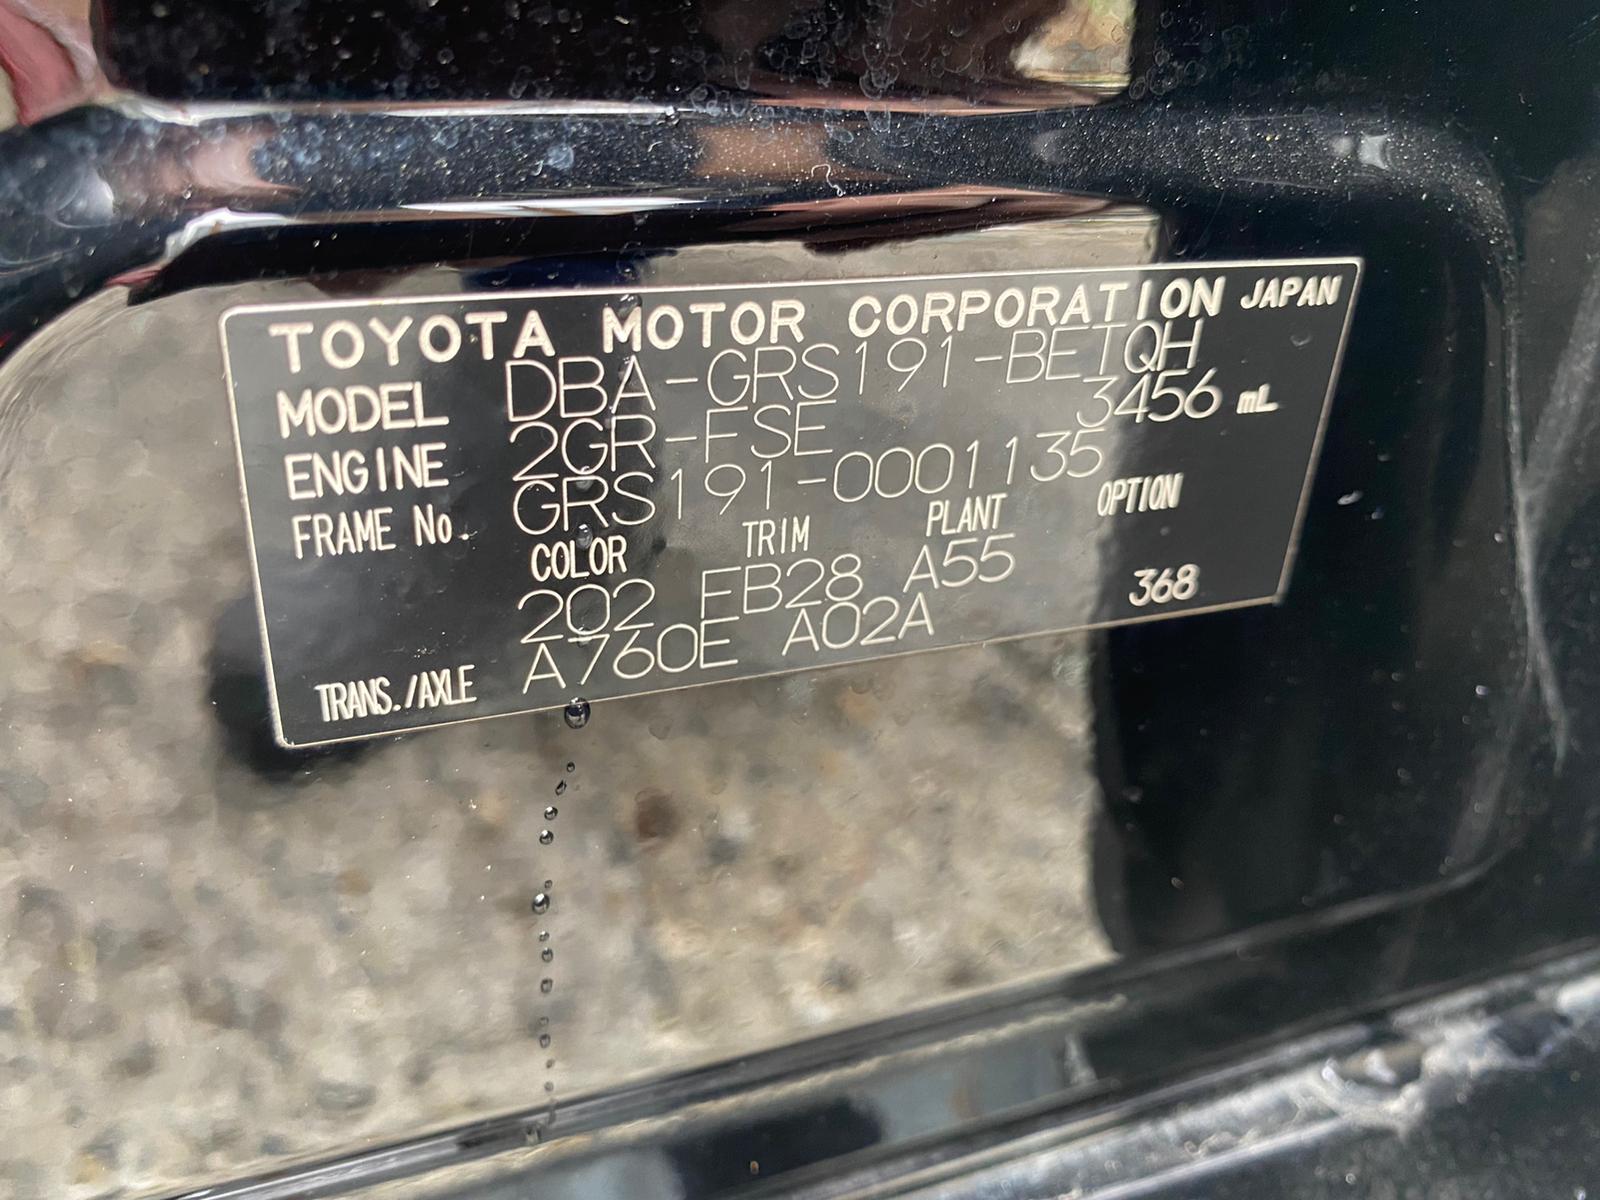 TOYOTA MOTOR CORPORATION JAPAN
MODEL DBA-GRS191-BETQH
ENGINE 2GR-FSE 3456 mL
FRAME No. GRS191-0001135
COLOR TRIM PLANT OPTION
202 FB28 A55
TRANS./AXLE A760E A02A 368